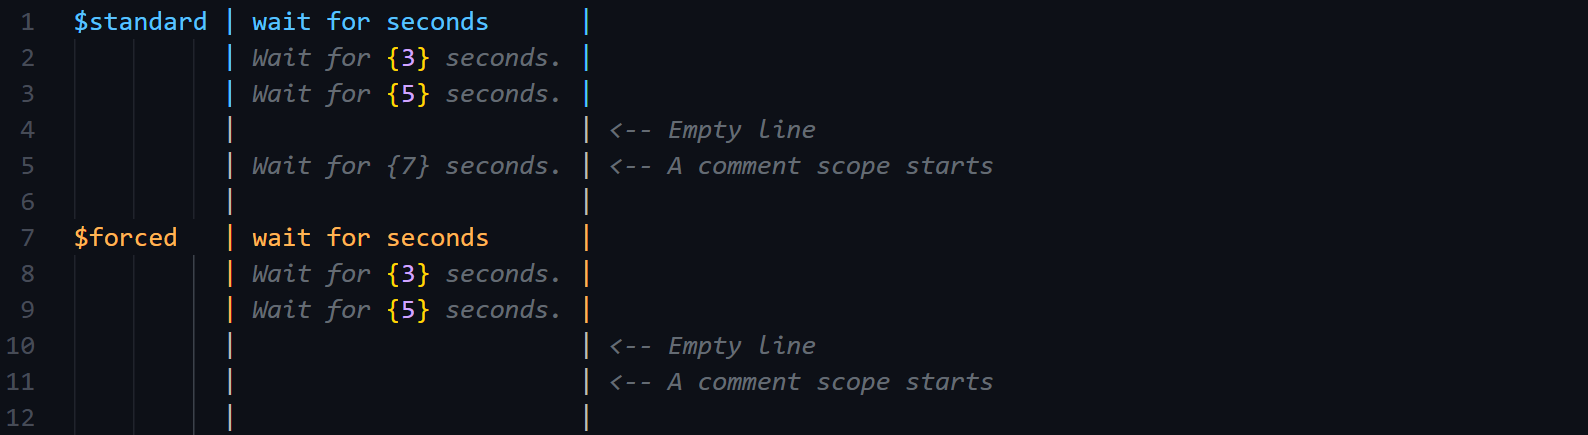 1 $standard | wait for seconds |
2 | Wait for {3} seconds. |
3 | Wait for {5} seconds. |
4 | | <-- Empty line
5 | Wait for {7} seconds. | <-- A comment scope starts
6 | |
7 $forced | wait for seconds |
8 | Wait for {3} seconds. |
9 | Wait for {5} seconds. |
10 | | <-- Empty line
11 | | <-- A comment scope starts
12 | |